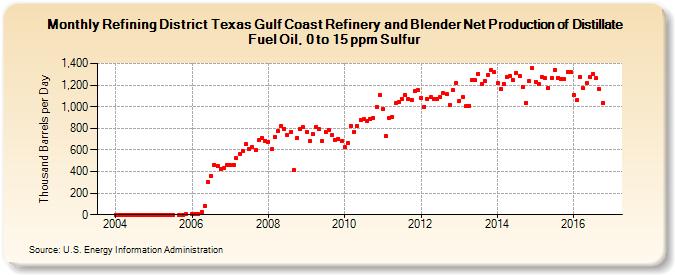 Monthly Refining District Texas Gulf Coast Refinery and Blender Net Production of Distillate
Fuel Oil, 0 to 15 ppm Sulfur
Thousand Barrels per Day
1,400
1,200
1,000
800
600
400
200
0
2004 2006 2008 2010 2012 2014 2016
Source: U.S. Energy Information Administration